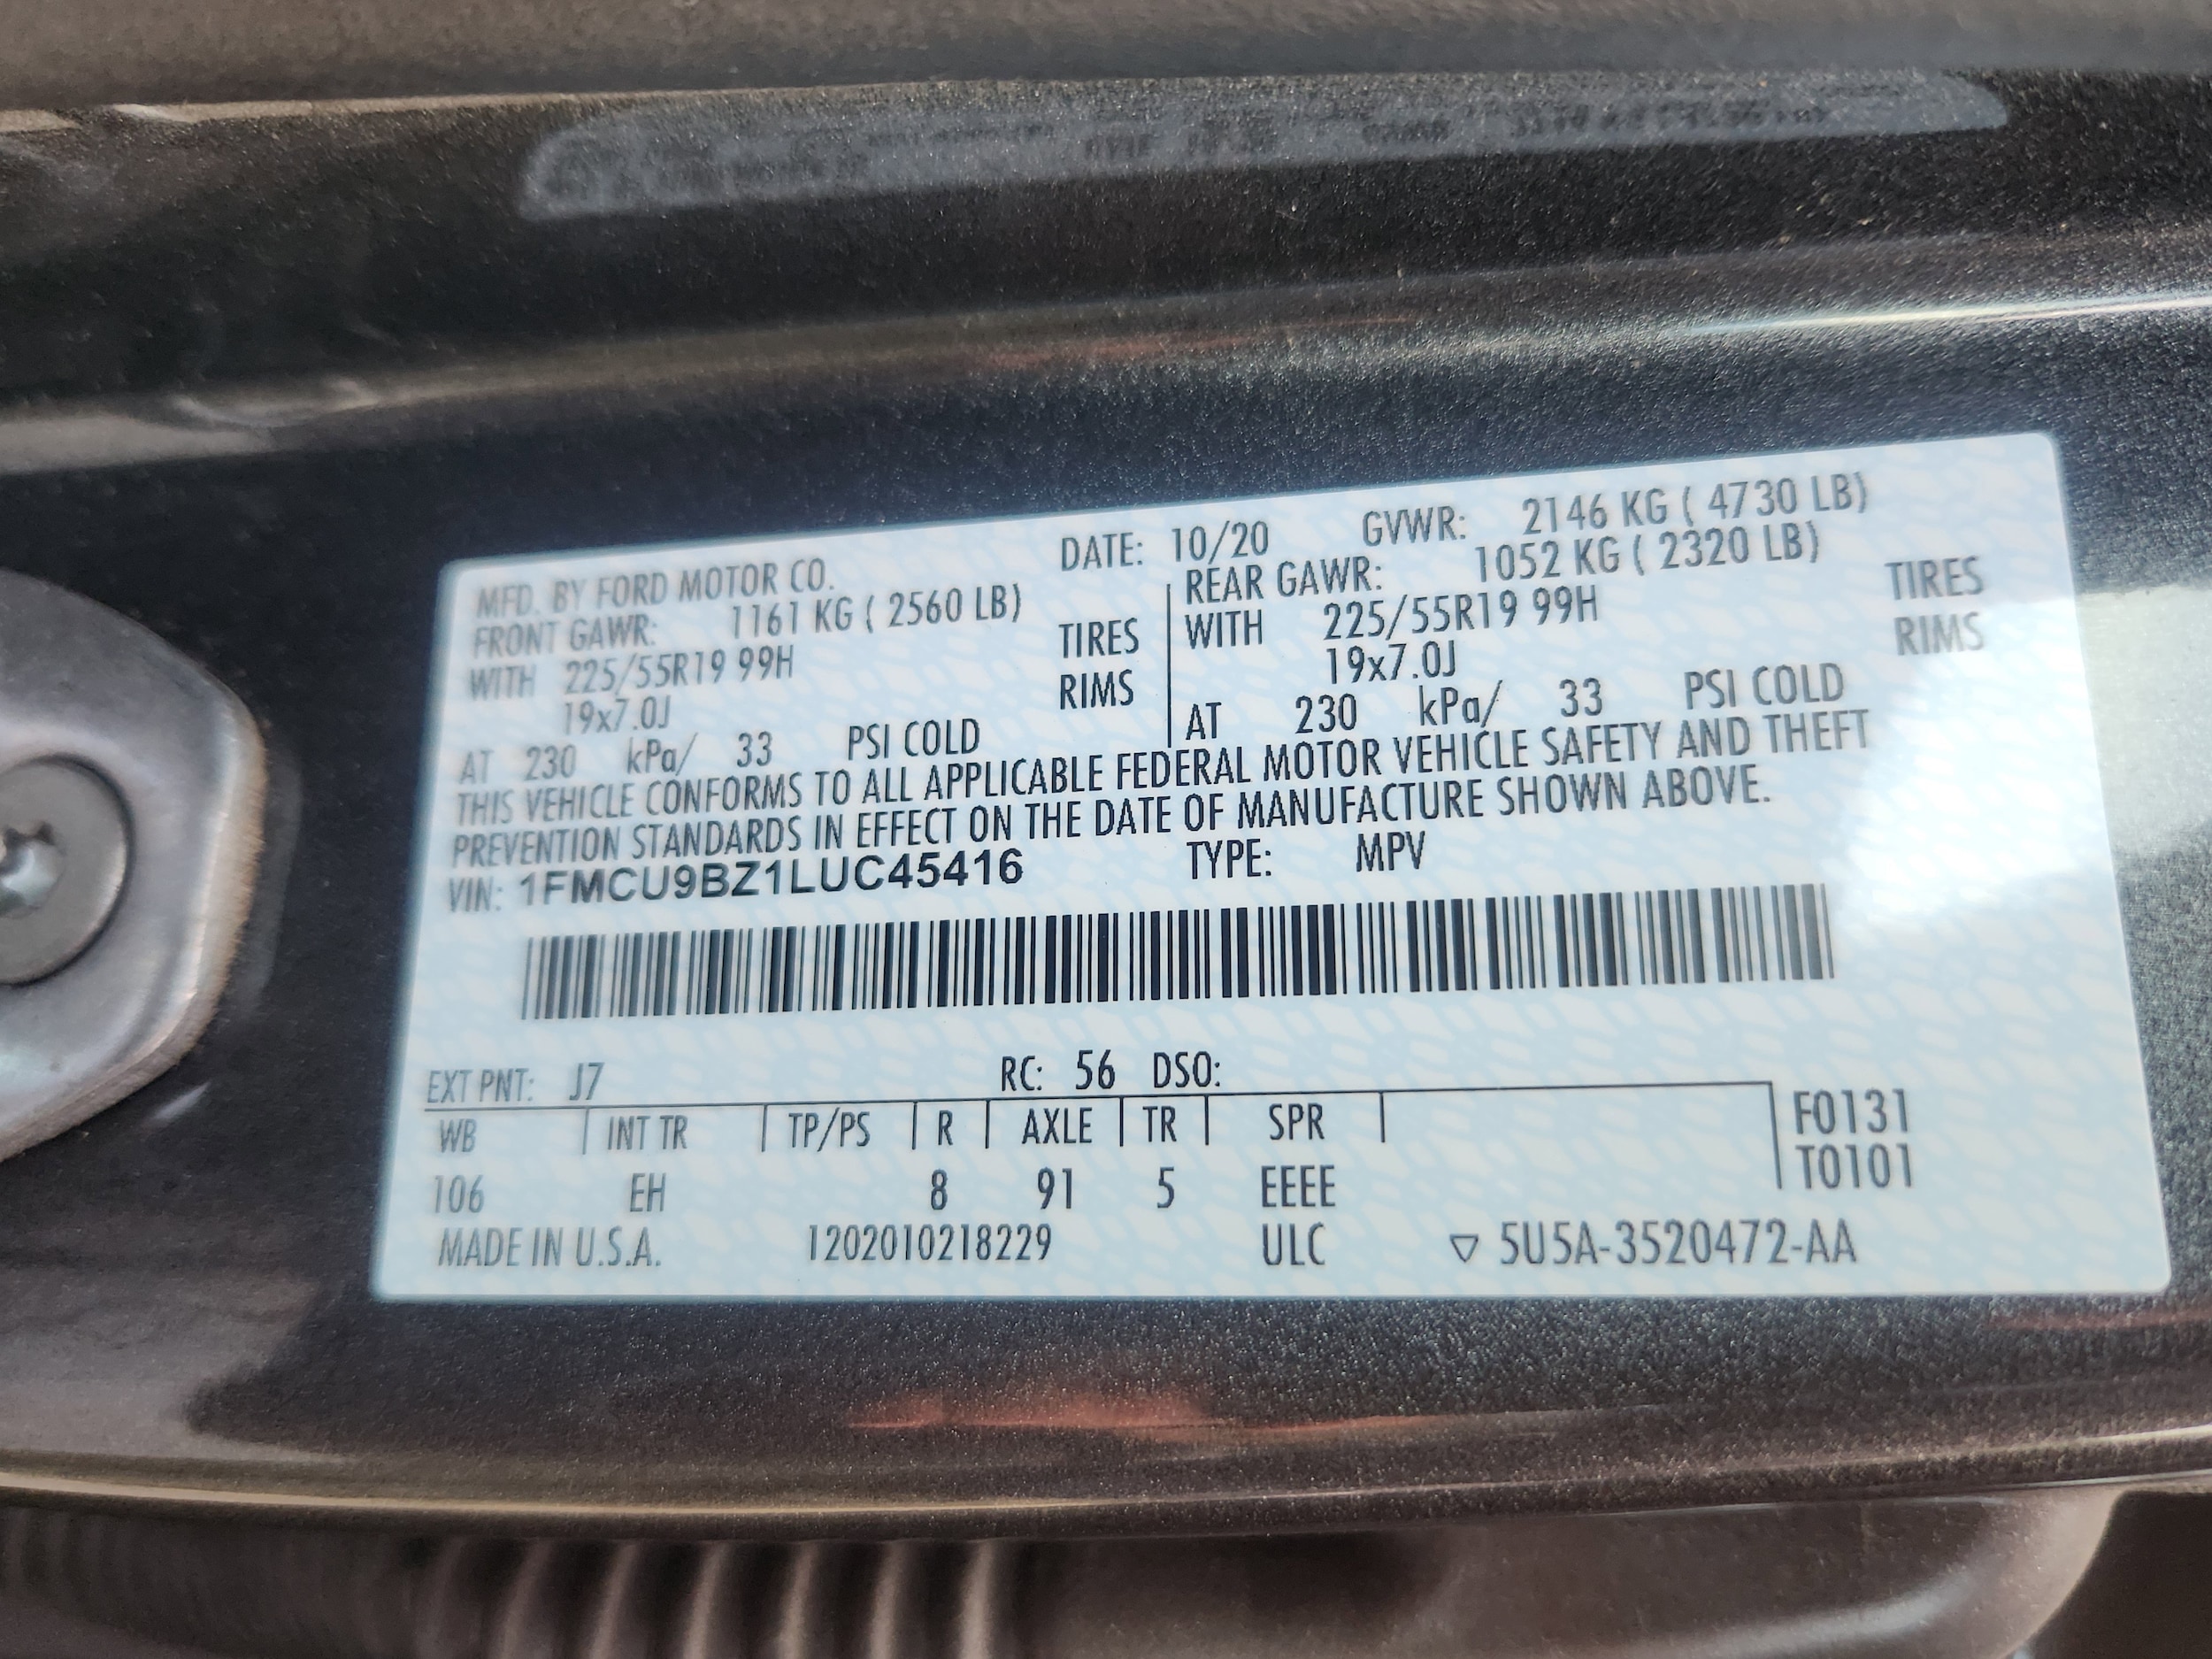 MFD. BY FORD MOTOR CO. DATE: 10/20 GVWR: 2146 KG ( 4730 LB)
FRONT GAWR: 1161 KG ( 2560 LB) REAR GAWR: 1052 KG ( 2320 LB)
WITH 225/55R19 99H TIRES WITH 225/55R19 99H TIRES
19x7.0J RIMS 19x7.0J RIMS
AT 230 kPa/ 33 PSI COLD AT 230 kPa/ 33 PSI COLD
THIS VEHICLE CONFORMS TO ALL APPLICABLE FEDERAL MOTOR VEHICLE SAFETY AND THEFT
PREVENTION STANDARDS IN EFFECT ON THE DATE OF MANUFACTURE SHOWN ABOVE.
VIN: 1FMCU9BZ1LUC45416 TYPE: MPV
EXT PNT: J7 RC: 56 DSO:
WB INT TR TP/PS R AXLE TR SPR F0131
T0101
106 EH 8 91 5 EEEE
MADE IN U.S.A. 1202010218229 ULC ▽ 5U5A-3520472-AA